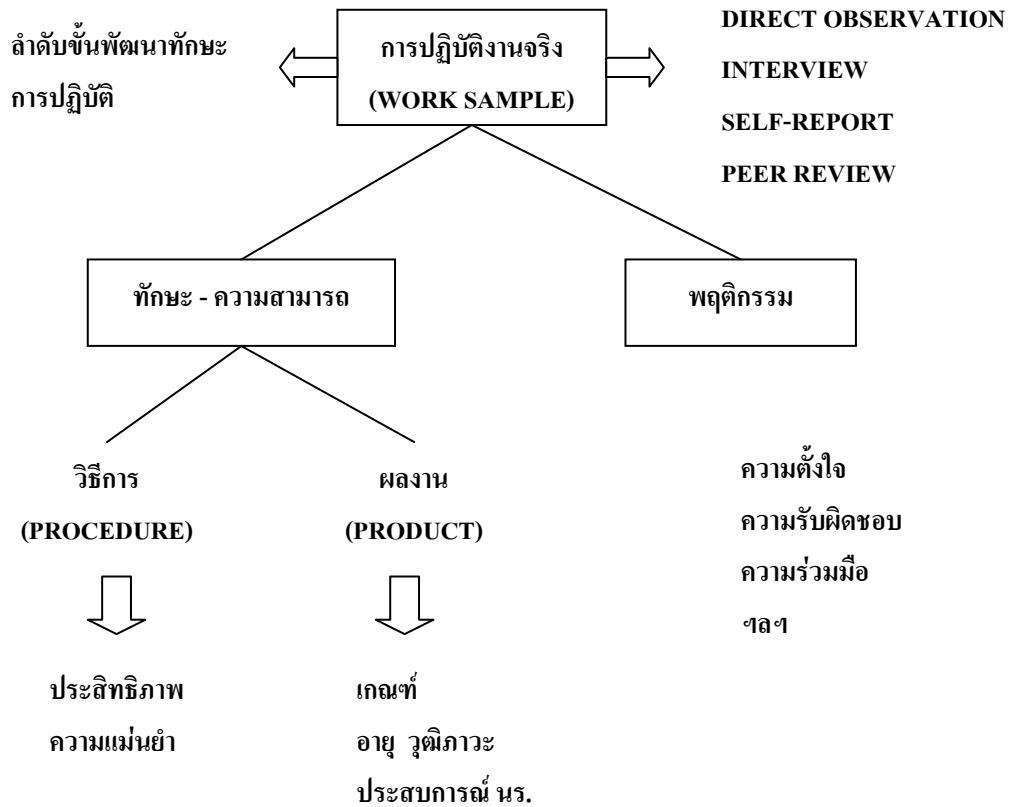 ลำดับขั้นพัฒนาทักษะ
การปฏิบัติ
การปฏิบัติงานจริง
(WORK SAMPLE)
DIRECT OBSERVATION
INTERVIEW
SELF-REPORT
PEER REVIEW
ทักษะ - ความสามารถ
พฤติกรรม
วิธีการ
(PROCEDURE)
ผลงาน
(PRODUCT)
ความตั้งใจ
ความรับผิดชอบ
ความร่วมมือ
ฯลฯ
ประสิทธิภาพ
ความแม่นยำ
เกณฑ์
อายุ วุฒิภาวะ
ประสบการณ์ นร.